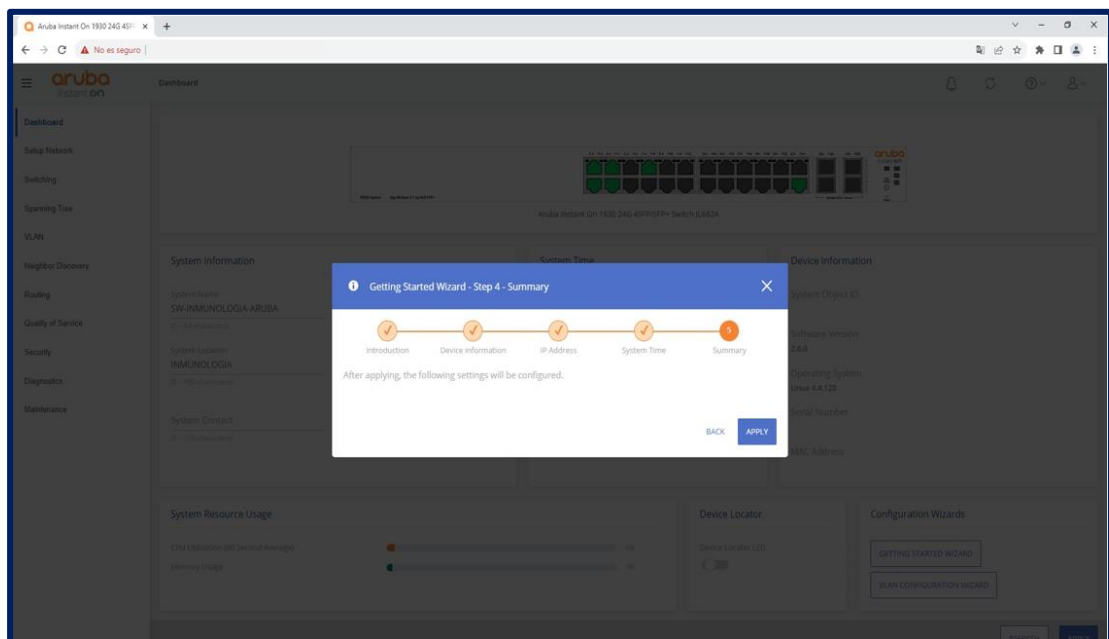 Aruba Instant On 1930 24G 4SFP
No es seguro
aruba
instant on
Dashboard
Dashboard
Setup Network
Switching
Spanning Tree
VLAN
Neighbor Discovery
Routing
Quality of Service
Security
Diagnostics
Maintenance
aruba
Aruba Instant On 1930 24G 4SFP/SFP+ Switch JL682A
System Information
System Name
SW-INMUNOLOGIA-ARUBA
System Location
INMUNOLOGIA
System Contact
System Time
Device Information
System Object ID
Software Version
Operating System
Serial Number
MAC Address
Getting Started Wizard - Step 4 - Summary
5
Introduction
Device information
IP Address
System Time
Summary
After applying, the following settings will be configured.
BACK
APPLY
System Resource Usage
CPU Utilization (60 Second Average)
Memory Usage
Device Locator
Device Locator LED
Configuration Wizards
GETTING STARTED WIZARD
VLAN CONFIGURATION WIZARD